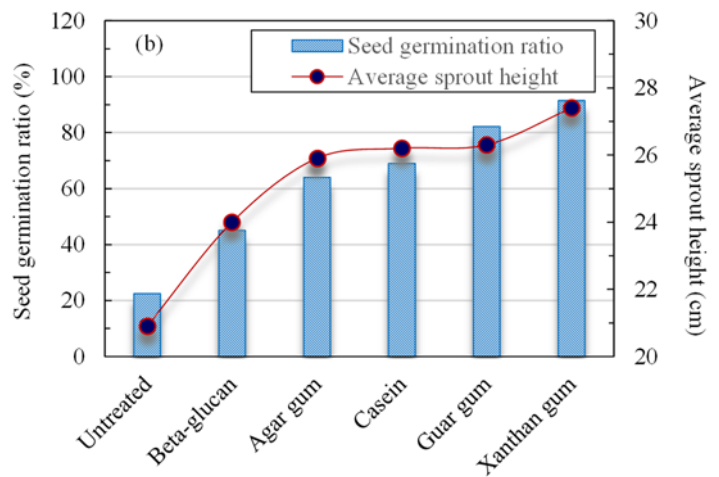 (b)
Seed germination ratio
Average sprout height
Seed germination ratio (%)
120
100
80
60
40
20
0
30
28
26
24
22
20
Average sprout height (cm)
Untreated
Beta-glucan
Agar gum
Casein
Guar gum
Xanthan gum